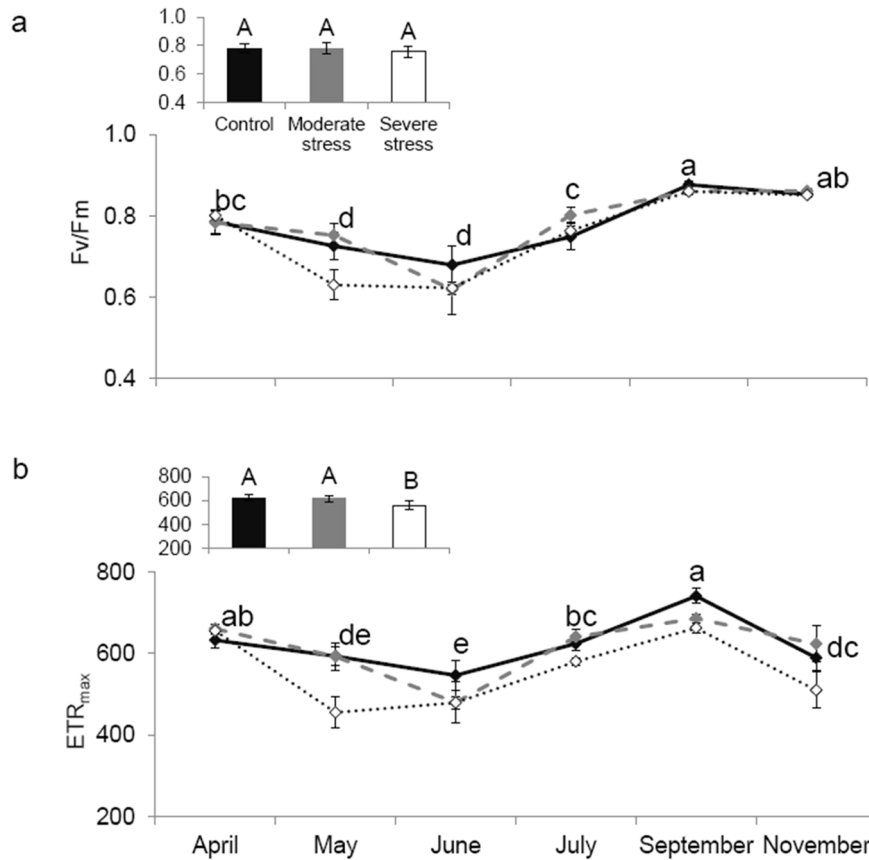 a
1.0
A A A
0.8
0.6
0.4
Control Moderate stress Severe stress
1.0
a
bc d d c ab
0.8
0.6
0.4
Fv/Fm
b
800
A A B
600
400
200
800
a
ab de e bc dc
600
400
200
ETRmax
April May June July September November